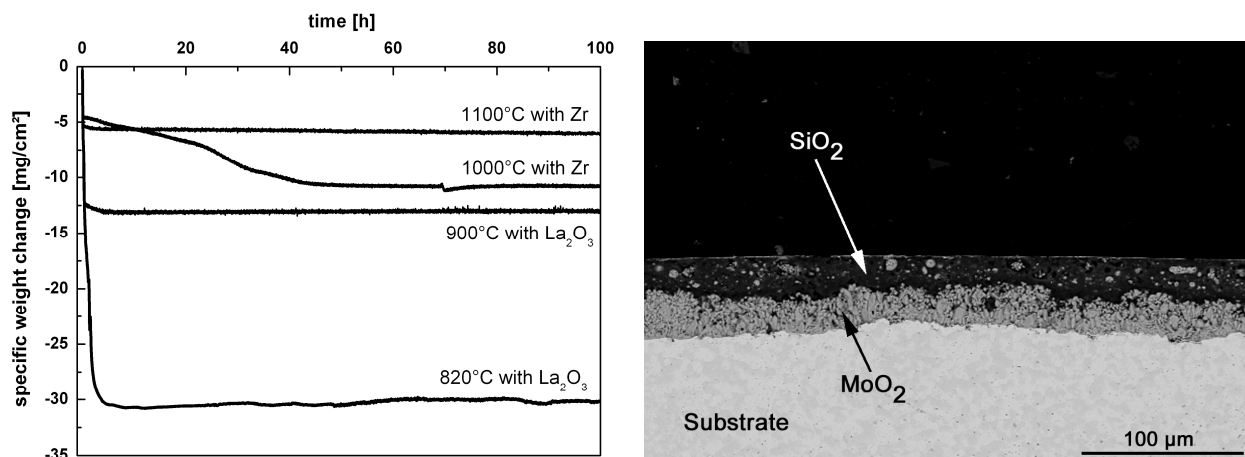 time [h]
0 20 40 60 80 100
specific weight change [mg/cm²]
0
-5
-10
-15
-20
-25
-30
-35
1100°C with Zr
1000°C with Zr
900°C with La₂O₃
820°C with La₂O₃
SiO₂
MoO₂
Substrate
100 µm